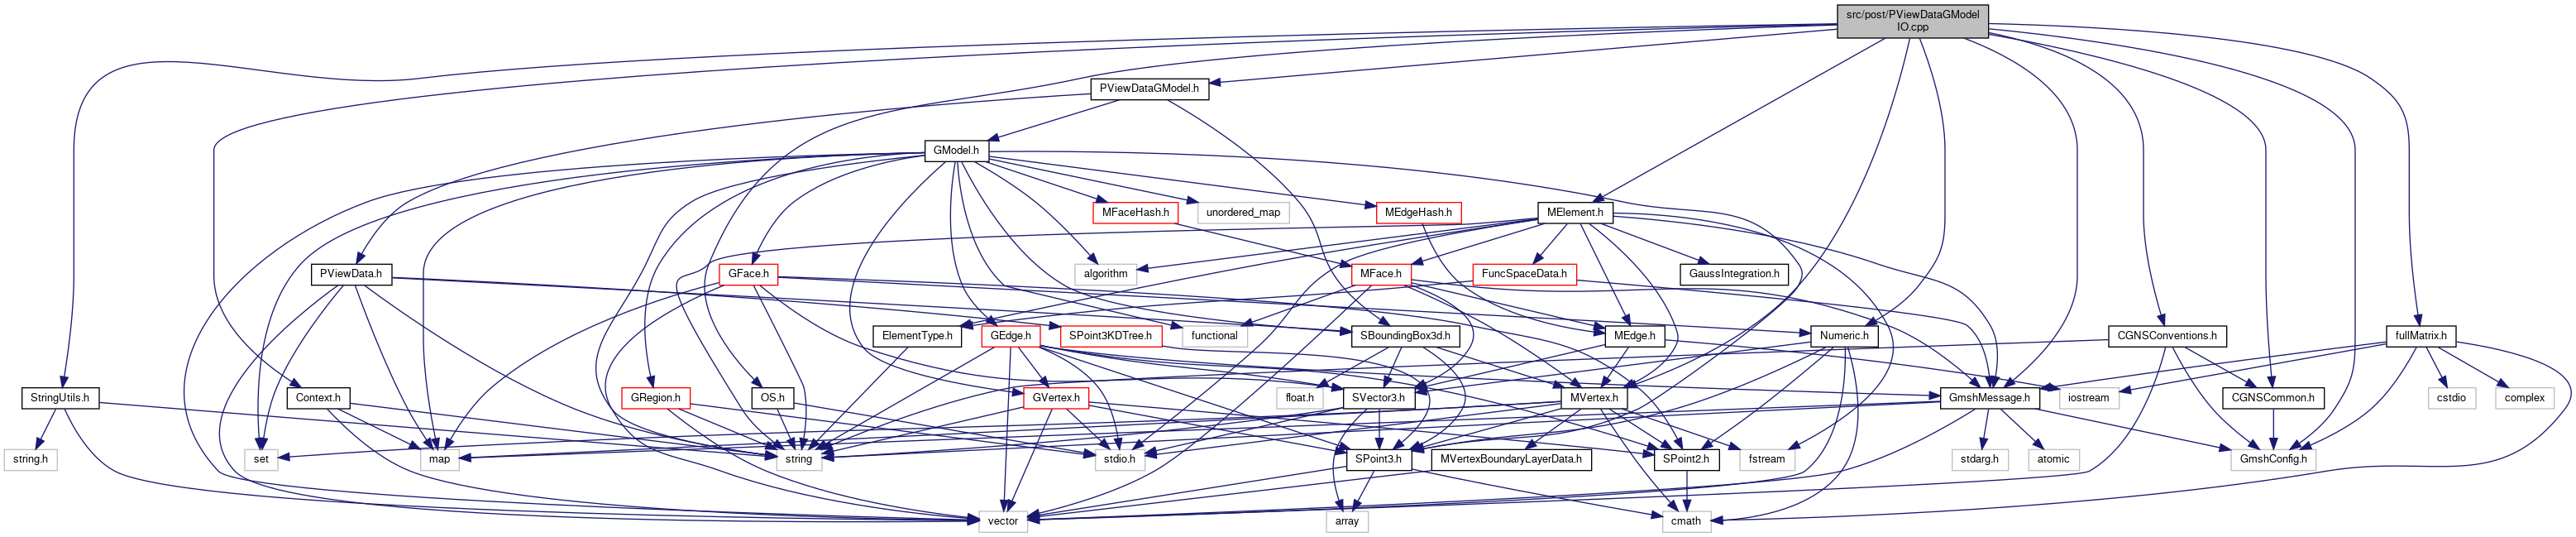 src/post/PViewDataGModel
IO.cpp
PViewDataGModel.h
GModel.h
MFaceHash.h
unordered_map
MEdgeHash.h
MElement.h
PViewData.h
GFace.h
algorithm
MFace.h
FuncSpaceData.h
GaussIntegration.h
ElementType.h
GEdge.h
SPoint3KDTree.h
functional
SBoundingBox3d.h
MEdge.h
Numeric.h
CGNSConventions.h
fullMatrix.h
StringUtils.h
Context.h
GRegion.h
OS.h
GVertex.h
float.h
SVector3.h
MVertex.h
GmshMessage.h
iostream
CGNSCommon.h
cstdio
complex
string.h
set
map
string
stdio.h
SPoint3.h
MVertexBoundaryLayerData.h
SPoint2.h
fstream
stdarg.h
atomic
GmshConfig.h
vector
array
cmath